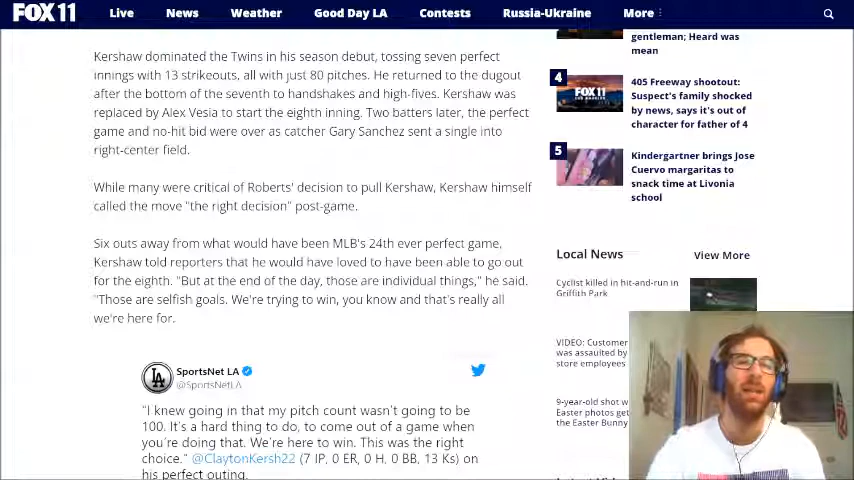 FOX 11 Live News Weather Good Day LA Contests Russia-Ukraine More
Kershaw dominated the Twins in his season debut, tossing seven perfect
innings with 13 strikeouts, all with just 80 pitches. He returned to the dugout
after the bottom of the seventh to handshakes and high-fives. Kershaw was
replaced by Alex Vesia to start the eighth inning. Two batters later, the perfect
game and no-hit bid were over as catcher Gary Sanchez sent a single into
right-center field.
While many were critical of Roberts' decision to pull Kershaw, Kershaw himself
called the move "the right decision" post-game.
Six outs away from what would have been MLB's 24th ever perfect game,
Kershaw told reporters that he would have loved to have been able to go out
for the eighth. "But at the end of the day, those are individual things," he said.
"Those are selfish goals. We're trying to win, you know and that's really all
we're here for.
SportsNet LA
@SportsNetLA
"I knew going in that my pitch count wasn't going to be
100. It's a hard thing to do, to come out of a game when
you're doing that. We're here to win. This was the right
choice." @ClaytonKersh22 (7 IP, 0 ER, 0 H, 0 BB, 13 Ks) on
his perfect outing.
gentleman; Heard was
mean
4
FOX 11
405 Freeway shootout:
Suspect's family shocked
by news, says it's out of
character for father of 4
5
Kindergartner brings Jose
Cuervo margaritas to
snack time at Livonia
school
Local News View More
Cyclist killed in hit-and-run in
Griffith Park
VIDEO: Customer
was assaulted by
store employees
9-year-old shot w
Easter photos get
the Easter Bunny